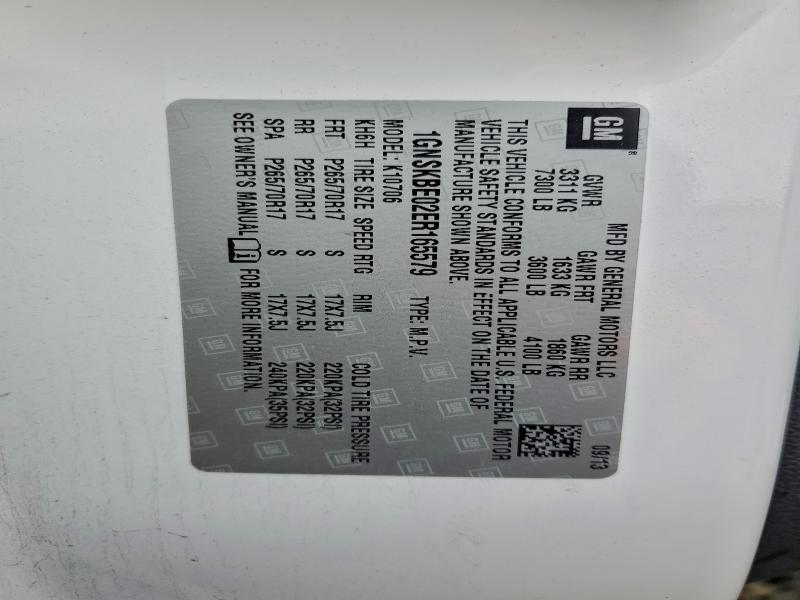 GM
MFD BY GENERAL MOTORS LLC 09/13
GVWR GAWR FRT GAWR RR
3311 KG 1633 KG 1860 KG
7300 LB 3600 LB 4100 LB
THIS VEHICLE CONFORMS TO ALL APPLICABLE U.S. FEDERAL MOTOR
VEHICLE SAFETY STANDARDS IN EFFECT ON THE DATE OF
MANUFACTURE SHOWN ABOVE.
1GNSKBE02ER165579 TYPE: M.P.V.
MODEL: K10706
KH6H TIRE SIZE SPEED RTG RIM COLD TIRE PRESSURE
FRT P265/70R17 S 17X7.5J 220KPA(32PSI)
RR P265/70R17 S 17X7.5J 220KPA(32PSI)
SPA P265/70R17 S 17X7.5J 240KPA(35PSI)
SEE OWNER'S MANUAL FOR MORE INFORMATION.